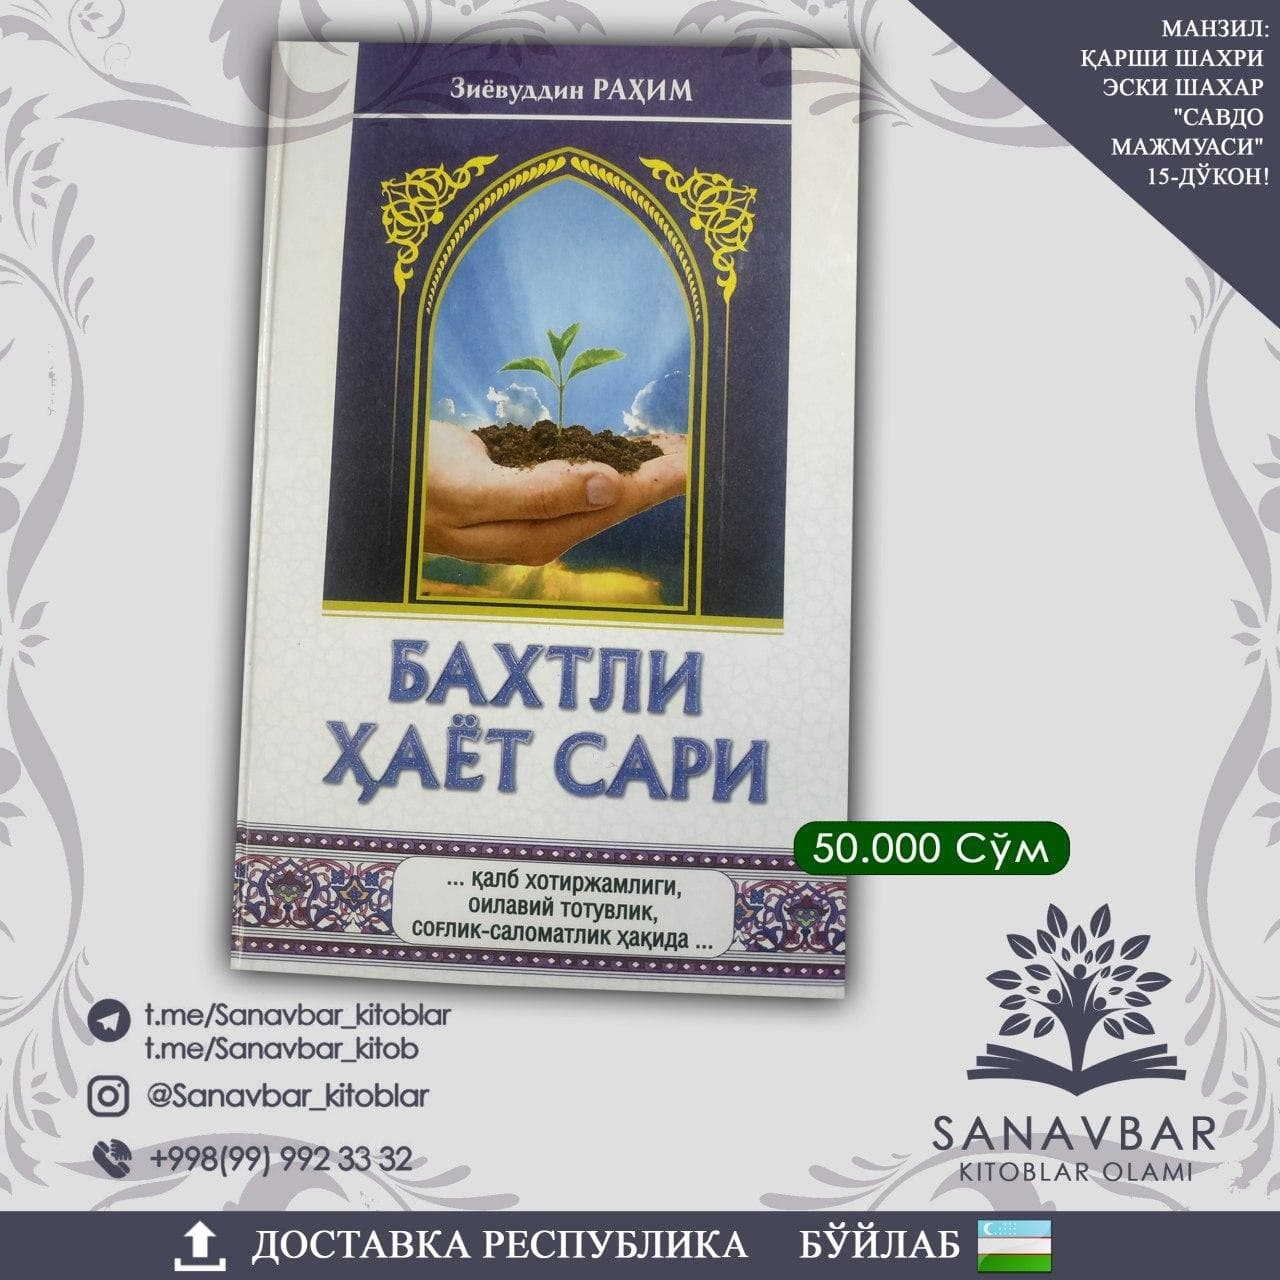 МАНЗИЛ:
ҚАРШИ ШАХРИ
ЭСКИ ШАХАР
"САВДО
МАЖМУАСИ"
15-ДЎКОН!
Зиёвуддин РАҲИМ
БАХТЛИ
ҲАЁТ САРИ
50.000 Сўм
... қалб хотиржамлиги,
оилавий тотувлик,
соғлик-саломатлик ҳақида ...
t.me/Sanavbar_kitoblar
t.me/Sanavbar_kitob
@Sanavbar_kitoblar
+998(99) 992 33 32
SANAVBAR
KITOBLAR OLAMI
ДОСТАВКА РЕСПУБЛИКА БЎЙЛАБ